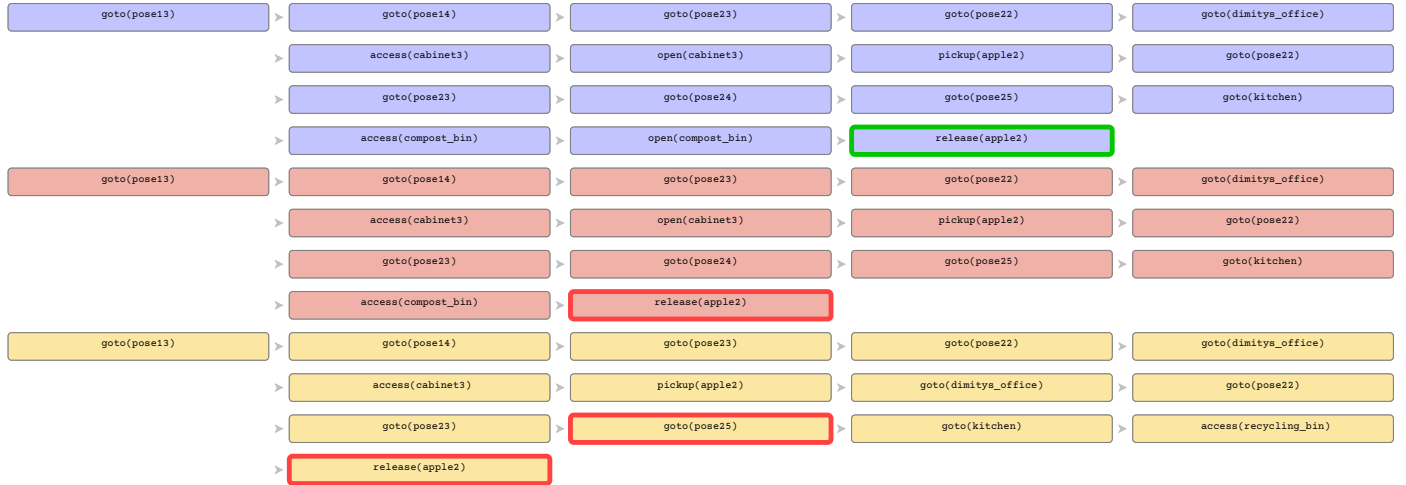 goto(pose13) goto(pose14) goto(pose23) goto(pose22) goto(dimitys_office)
access(cabinet3) open(cabinet3) pickup(apple2) goto(pose22)
goto(pose23) goto(pose24) goto(pose25) goto(kitchen)
access(compost_bin) open(compost_bin) release(apple2)
goto(pose13) goto(pose14) goto(pose23) goto(pose22) goto(dimitys_office)
access(cabinet3) open(cabinet3) pickup(apple2) goto(pose22)
goto(pose23) goto(pose24) goto(pose25) goto(kitchen)
access(compost_bin) release(apple2)
goto(pose13) goto(pose14) goto(pose23) goto(pose22) goto(dimitys_office)
access(cabinet3) pickup(apple2) goto(dimitys_office) goto(pose22)
goto(pose23) goto(pose25) goto(kitchen) access(recycling_bin)
release(apple2)